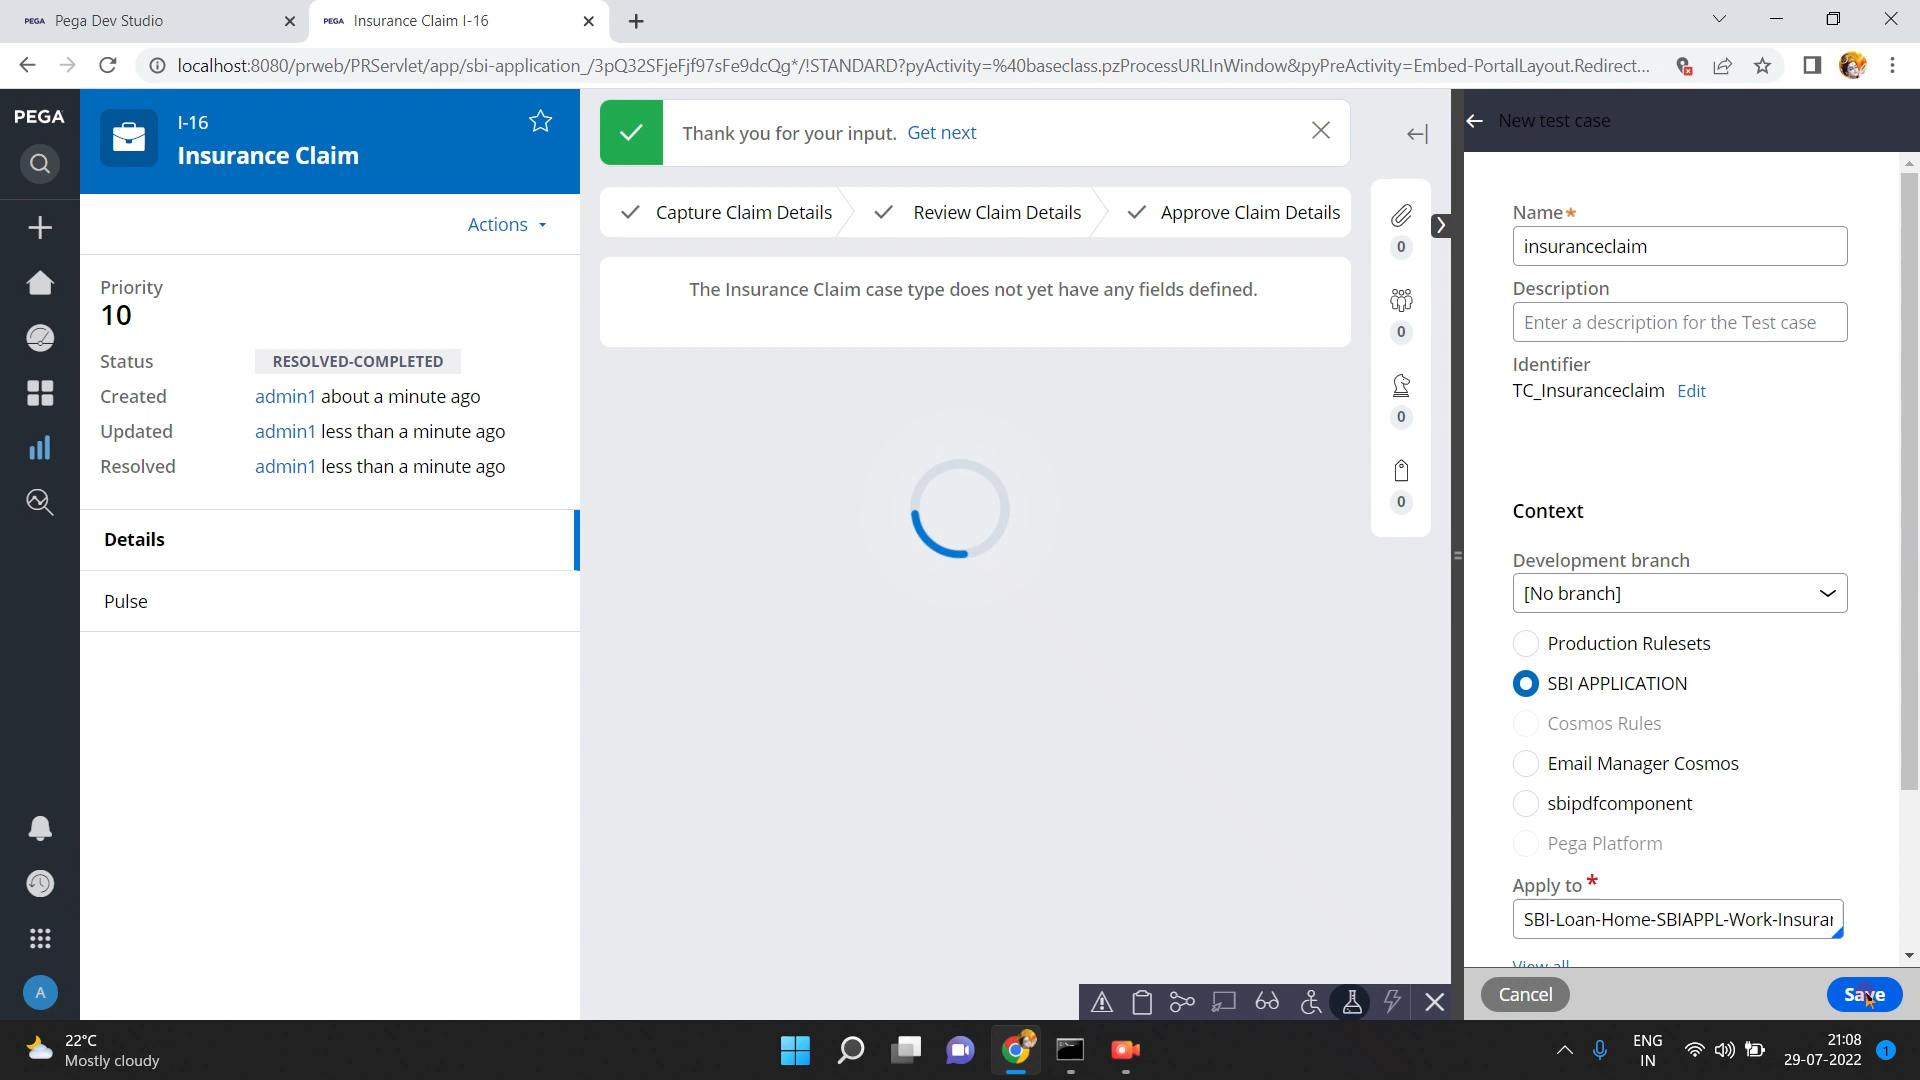 PEGA Pega Dev Studio
PEGA Insurance Claim I-16
localhost:8080/prweb/PRServlet/app/sbi-application_/3pQ32SFjeFjf97sFe9dcQg*/!STANDARD?pyActivity=%40baseclass.pzProcessURLInWindow&pyPreActivity=Embed-PortalLayout.Redirect...
PEGA
I-16
Insurance Claim
Actions
Priority
10
Status RESOLVED-COMPLETED
Created admin1 about a minute ago
Updated admin1 less than a minute ago
Resolved admin1 less than a minute ago
Details
Pulse
A
Thank you for your input. Get next
Capture Claim Details
Review Claim Details
Approve Claim Details
The Insurance Claim case type does not yet have any fields defined.
0
0
0
0
New test case
Name*
insuranceclaim
Description
Enter a description for the Test case
Identifier
TC_Insuranceclaim Edit
Context
Development branch
[No branch]
Production Rulesets
SBI APPLICATION
Cosmos Rules
Email Manager Cosmos
sbipdfcomponent
Pega Platform
Apply to *
SBI-Loan-Home-SBIAPPL-Work-Insurar
View all
Cancel
Save
22°C
Mostly cloudy
ENG
IN
21:08
29-07-2022
1